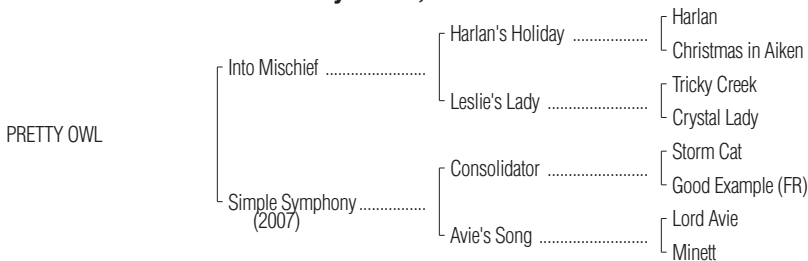 Harlan
Harlan's Holiday .................
Christmas in Aiken
Into Mischief ........................
Tricky Creek
Leslie's Lady .......................
Crystal Lady
PRETTY OWL
Storm Cat
Consolidator .......................
Good Example (FR)
Simple Symphony ................
(2007)
Lord Avie
Avie's Song .........................
Minett